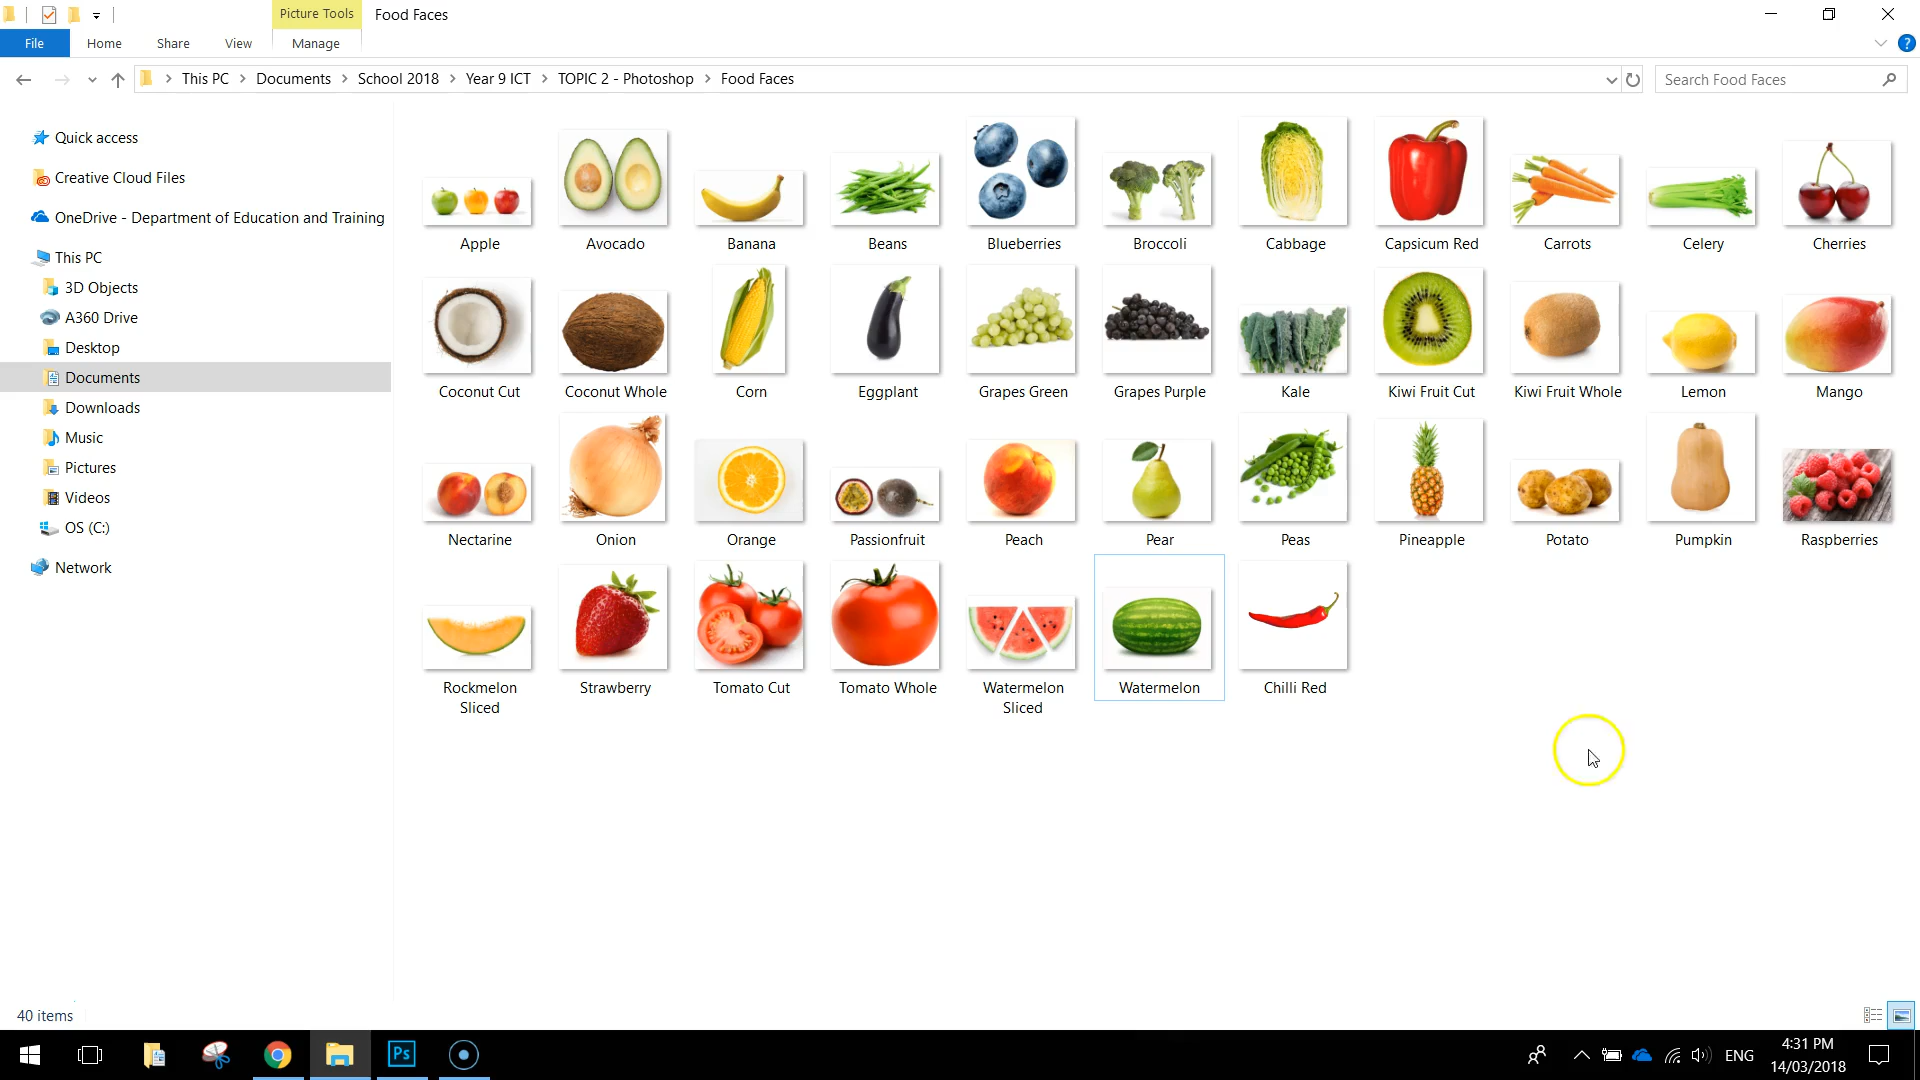 Picture Tools
Food Faces
File
Home
Share
View
Manage
?
This PC
Documents
School 2018
Year 9 ICT
TOPIC 2 - Photoshop
Food Faces
Search Food Faces
Quick access
Creative Cloud Files
OneDrive - Department of Education and Training
This PC
3D Objects
A360 Drive
Desktop
Documents
Downloads
Music
Pictures
Videos
OS (C:)
Network
Apple
Avocado
Banana
Beans
Blueberries
Broccoli
Cabbage
Capsicum Red
Carrots
Celery
Cherries
Coconut Cut
Coconut Whole
Corn
Eggplant
Grapes Green
Grapes Purple
Kale
Kiwi Fruit Cut
Kiwi Fruit Whole
Lemon
Mango
Nectarine
Onion
Orange
Passionfruit
Peach
Pear
Peas
Pineapple
Potato
Pumpkin
Raspberries
Rockmelon
Sliced
Strawberry
Tomato Cut
Tomato Whole
Watermelon
Sliced
Watermelon
Chilli Red
40 items
Ps
ENG
4:31 PM
14/03/2018